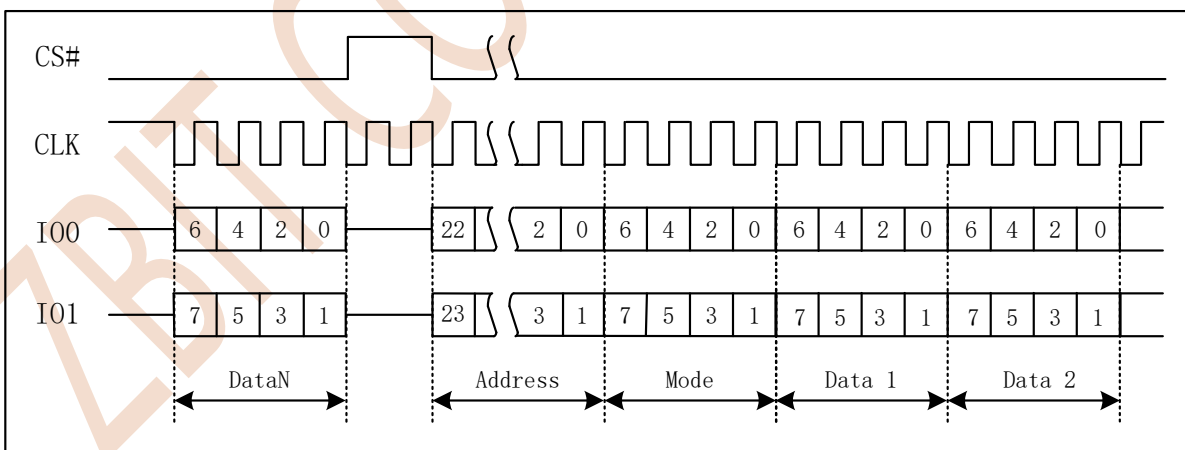 CS#
CLK
IO0 6 4 2 0 22 2 0 6 4 2 0 6 4 2 0 6 4 2 0
IO1 7 5 3 1 23 3 1 7 5 3 1 7 5 3 1 7 5 3 1
DataN Address Mode Data 1 Data 2
ZBIT CO